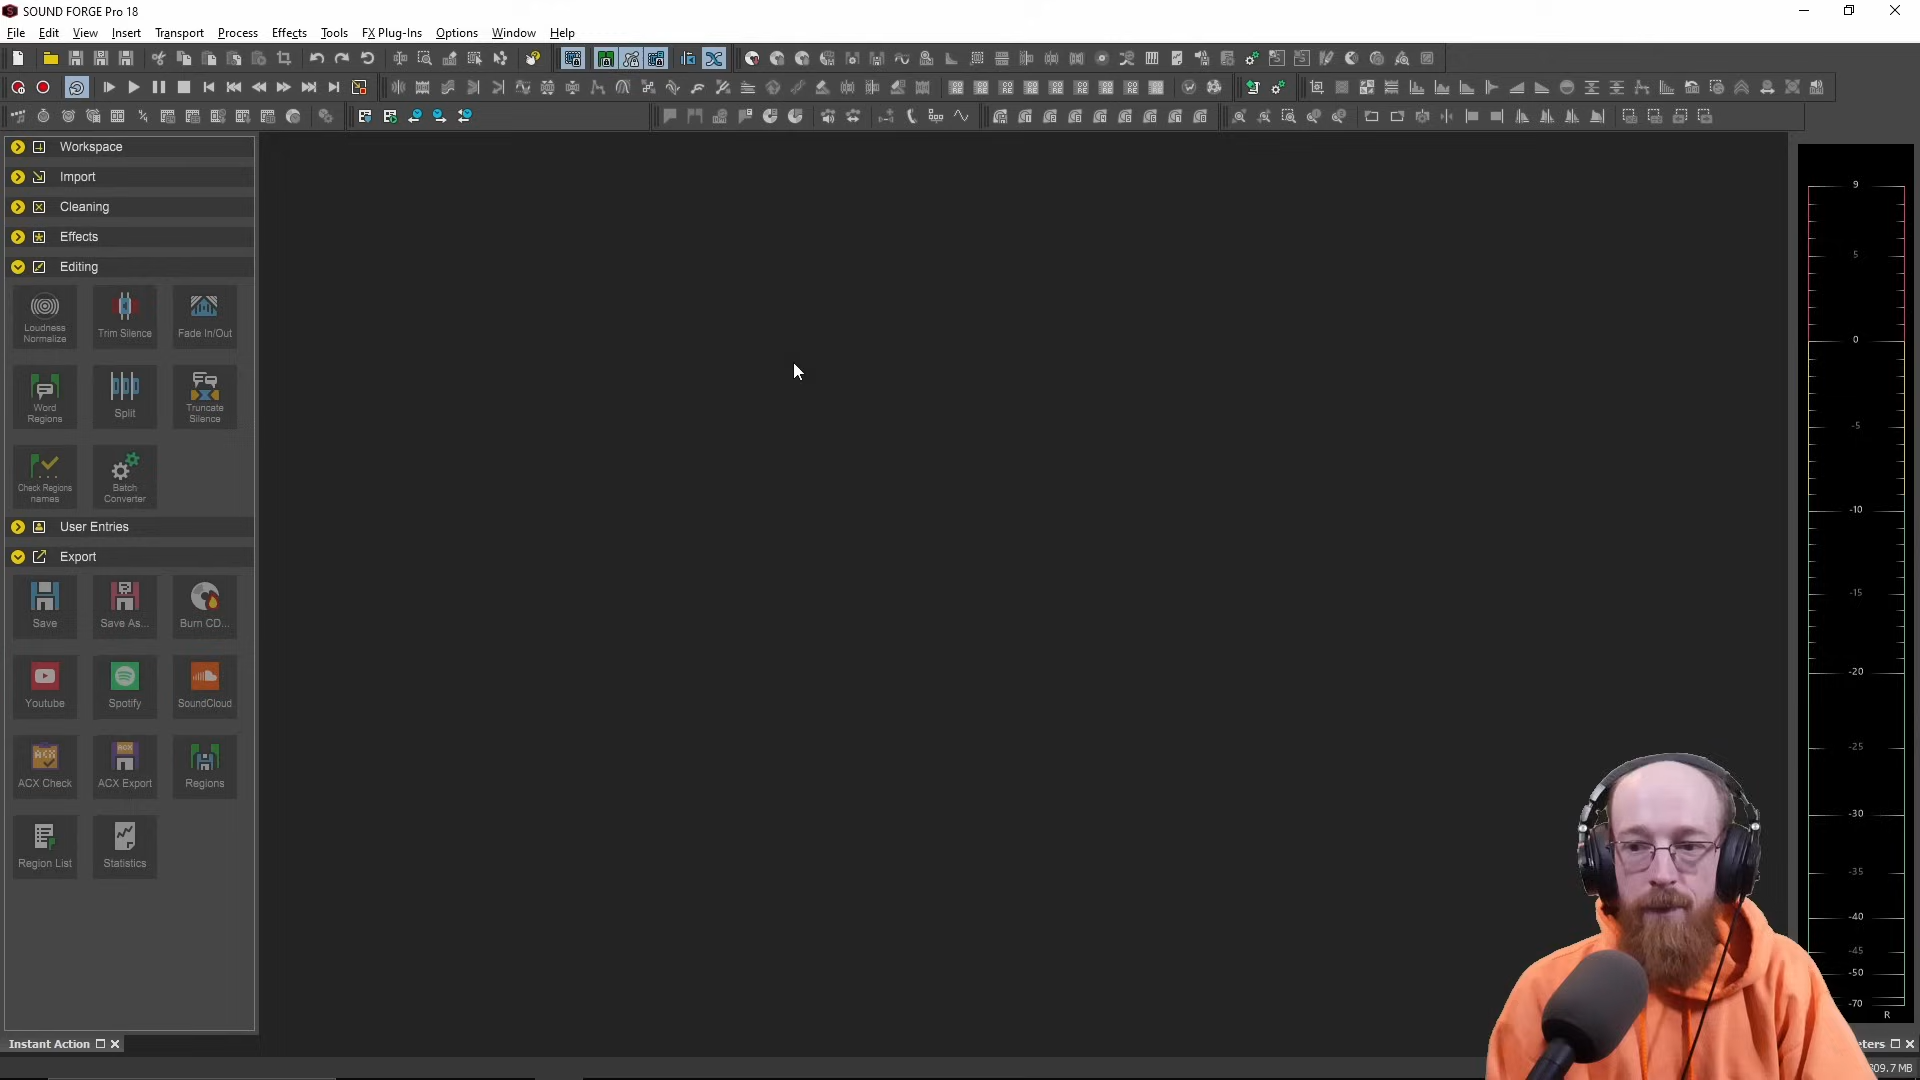 SOUND FORGE Pro 18
File Edit View Insert Transport Process Effects Tools FX Plug-Ins Options Window Help
Workspace
Import
Cleaning
Effects
Editing
Loudness Normalize
Trim Silence
Fade In/Out
Word Regions
Split
Truncate Silence
Check Regions names
Batch Converter
User Entries
Export
Save
Save As...
Burn CD...
Youtube
Spotify
SoundCloud
ACX Check
ACX Export
Regions
Region List
Statistics
Instant Action
9
5
0
-5
-10
-15
-20
-25
-30
-35
-40
-45
-50
-70
R